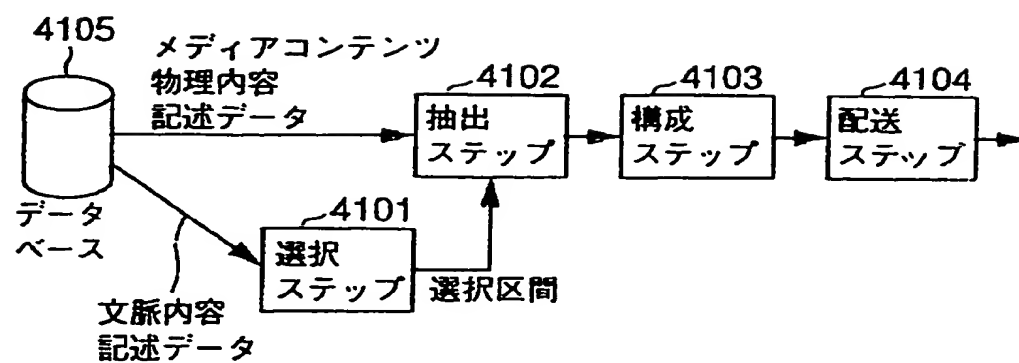 4105
メディアコンテンツ
物理内容
記述データ
4102
抽出
ステップ
4103
構成
ステップ
4104
配送
ステップ
データ
ベース
4101
選択
ステップ
選択区間
文脈内容
記述データ